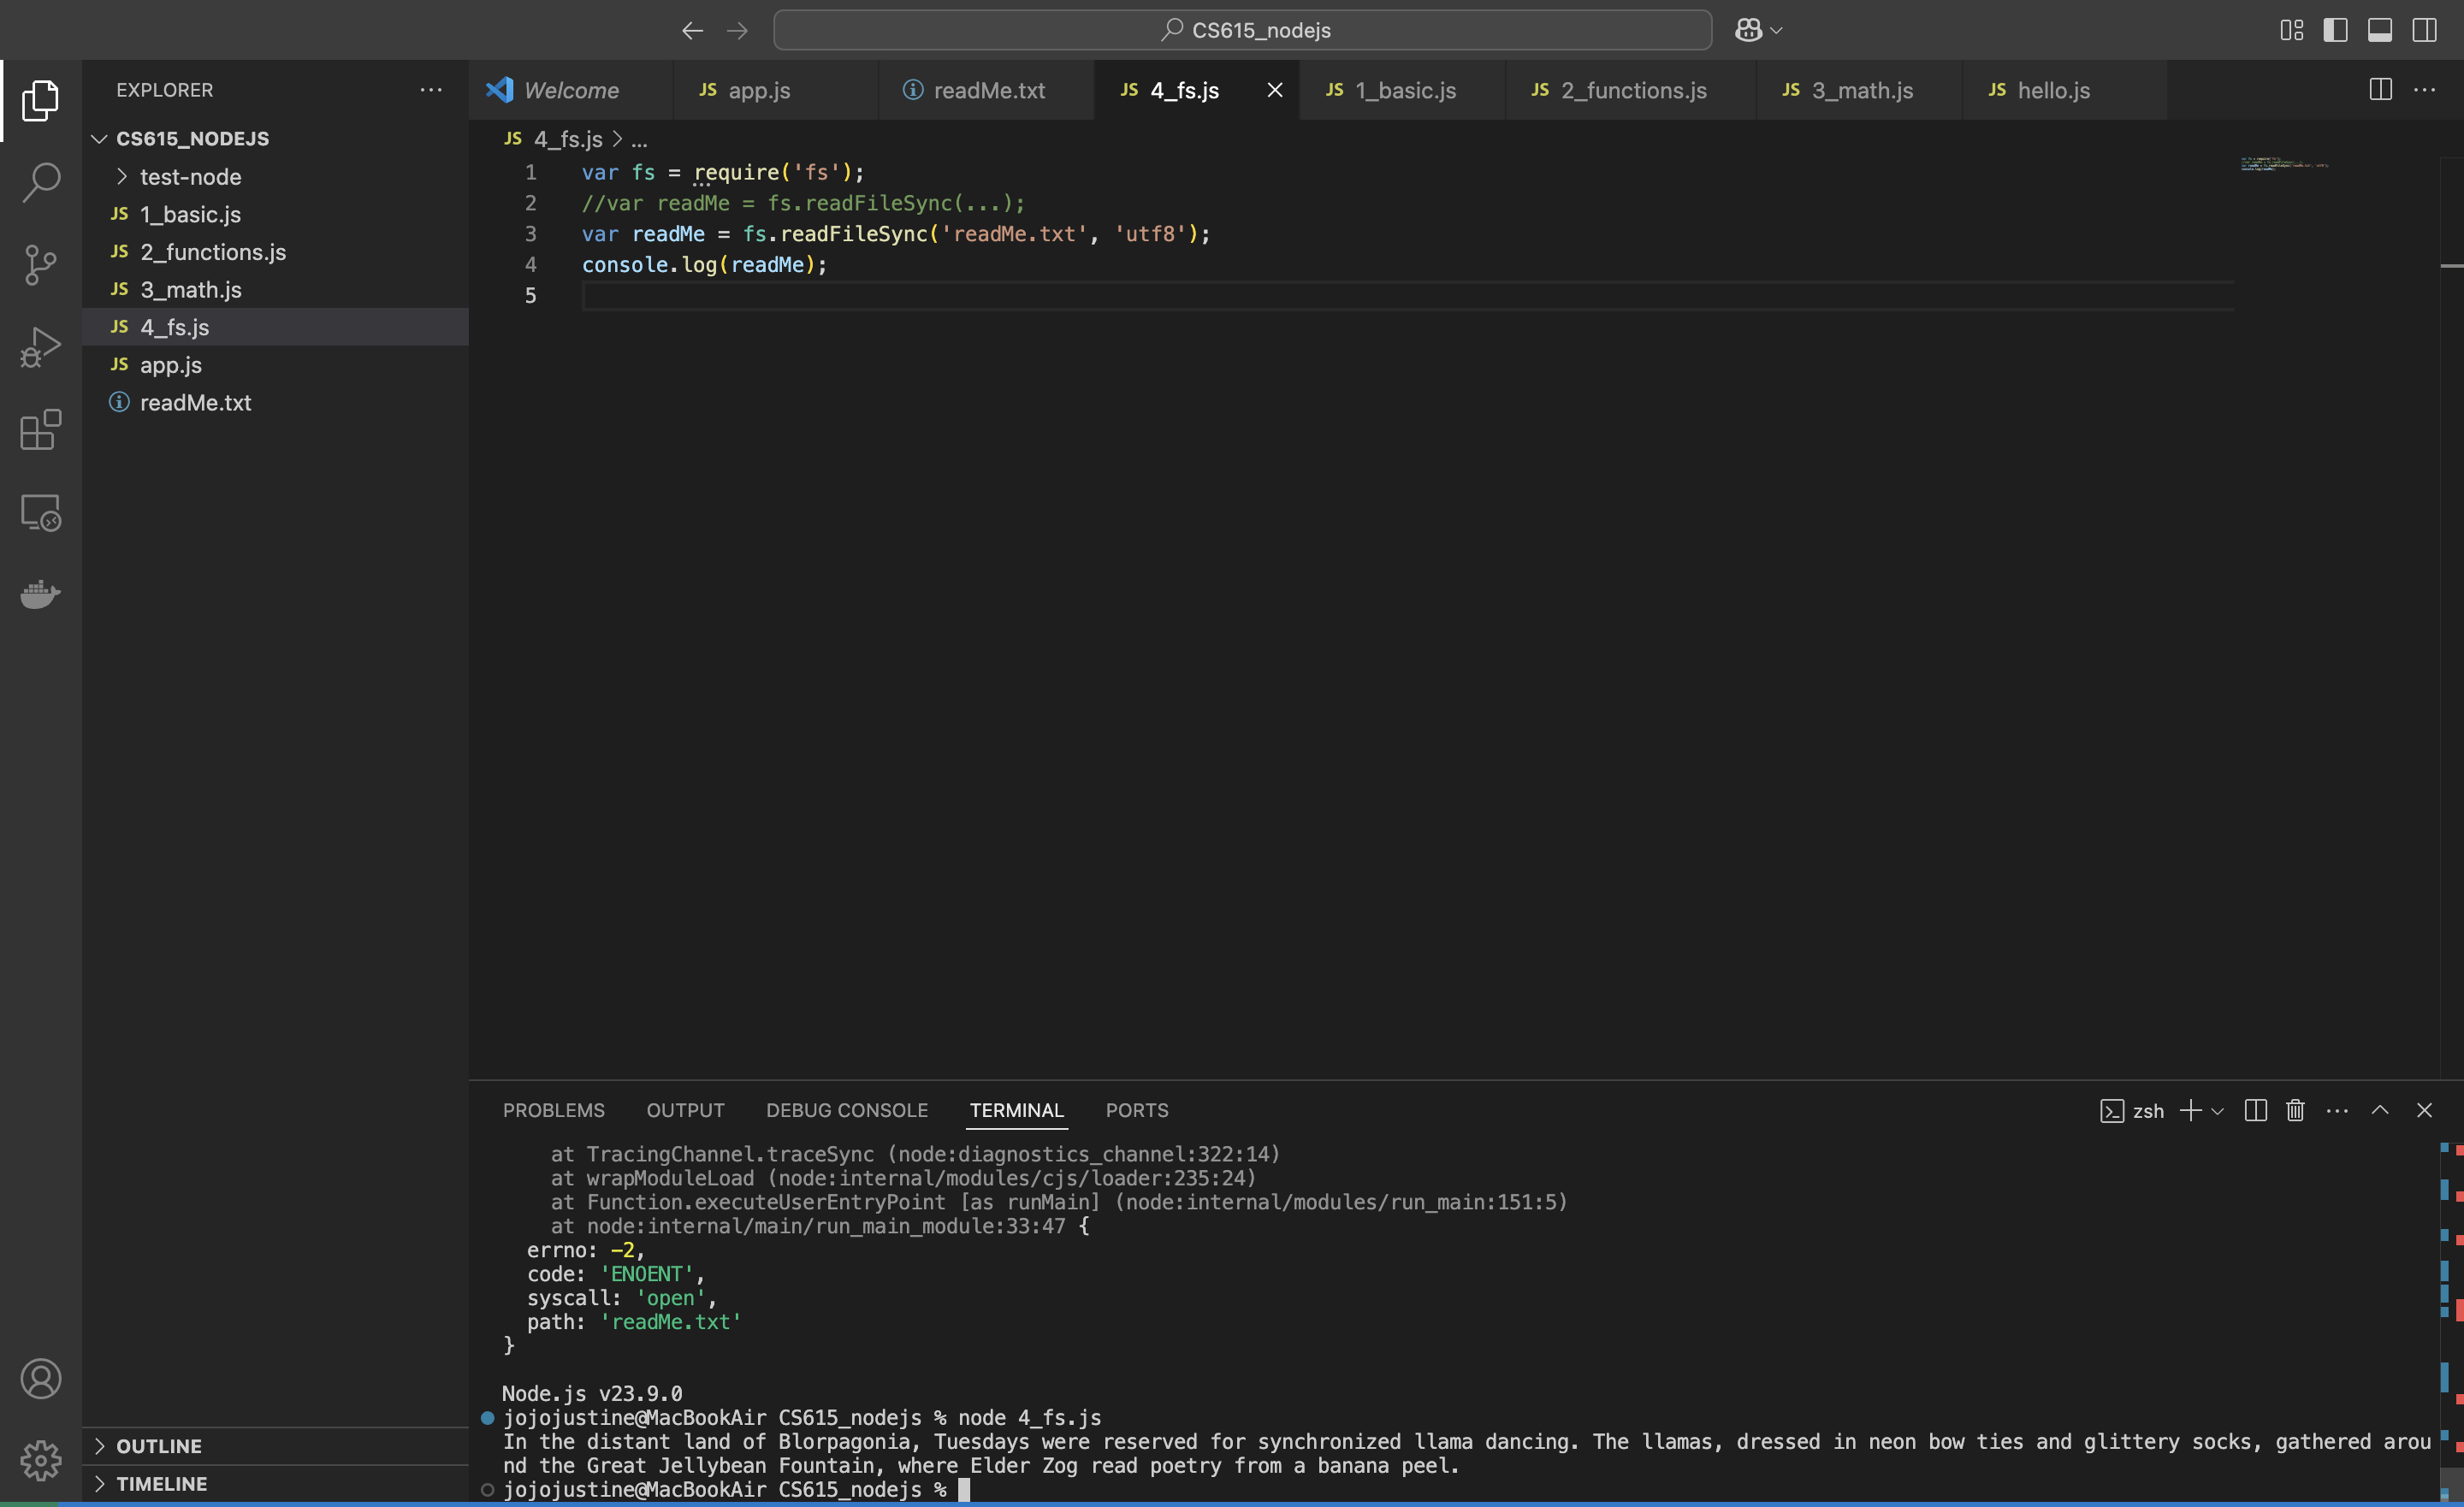 CS615_nodejs
EXPLORER
CS615_NODEJS
test-node
JS 1_basic.js
JS 2_functions.js
JS 3_math.js
JS 4_fs.js
JS app.js
readMe.txt
OUTLINE
TIMELINE
Welcome JS app.js readMe.txt JS 4_fs.js JS 1_basic.js JS 2_functions.js JS 3_math.js JS hello.js
JS 4_fs.js > ...
1 var fs = require('fs');
2 //var readMe = fs.readFileSync(...);
3 var readMe = fs.readFileSync('readMe.txt', 'utf8');
4 console.log(readMe);
5
PROBLEMS OUTPUT DEBUG CONSOLE TERMINAL PORTS zsh
at TracingChannel.traceSync (node:diagnostics_channel:322:14)
at wrapModuleLoad (node:internal/modules/cjs/loader:235:24)
at Function.executeUserEntryPoint [as runMain] (node:internal/modules/run_main:151:5)
at node:internal/main/run_main_module:33:47 {
errno: -2,
code: 'ENOENT',
syscall: 'open',
path: 'readMe.txt'
}
Node.js v23.9.0
jojojustine@MacBookAir CS615_nodejs % node 4_fs.js
In the distant land of Blorpagonia, Tuesdays were reserved for synchronized llama dancing. The llamas, dressed in neon bow ties and glittery socks, gathered arou
nd the Great Jellybean Fountain, where Elder Zog read poetry from a banana peel.
jojojustine@MacBookAir CS615_nodejs %